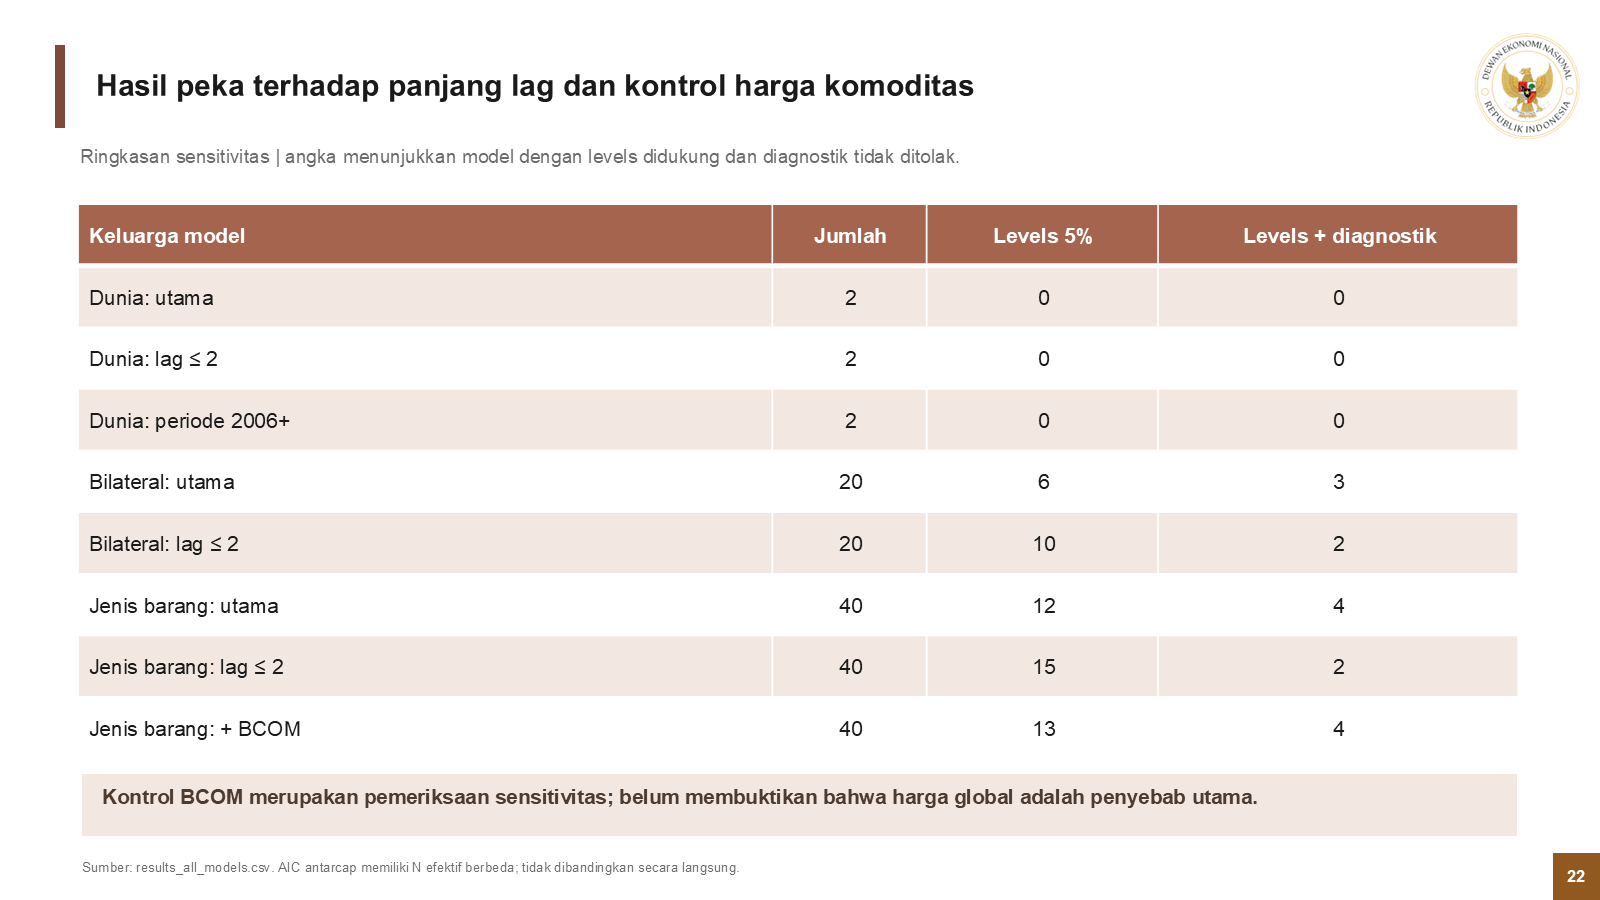 Hasil peka terhadap panjang lag dan kontrol harga komoditas
DEWAN EKONOMI NASIONAL
REPUBLIK INDONESIA
Ringkasan sensitivitas | angka menunjukkan model dengan levels didukung dan diagnostik tidak ditolak.
Keluarga model Jumlah Levels 5% Levels + diagnostik
Dunia: utama 2 0 0
Dunia: lag ≤ 2 2 0 0
Dunia: periode 2006+ 2 0 0
Bilateral: utama 20 6 3
Bilateral: lag ≤ 2 20 10 2
Jenis barang: utama 40 12 4
Jenis barang: lag ≤ 2 40 15 2
Jenis barang: + BCOM 40 13 4
Kontrol BCOM merupakan pemeriksaan sensitivitas; belum membuktikan bahwa harga global adalah penyebab utama.
Sumber: results_all_models.csv. AIC antarcap memiliki N efektif berbeda; tidak dibandingkan secara langsung.
22